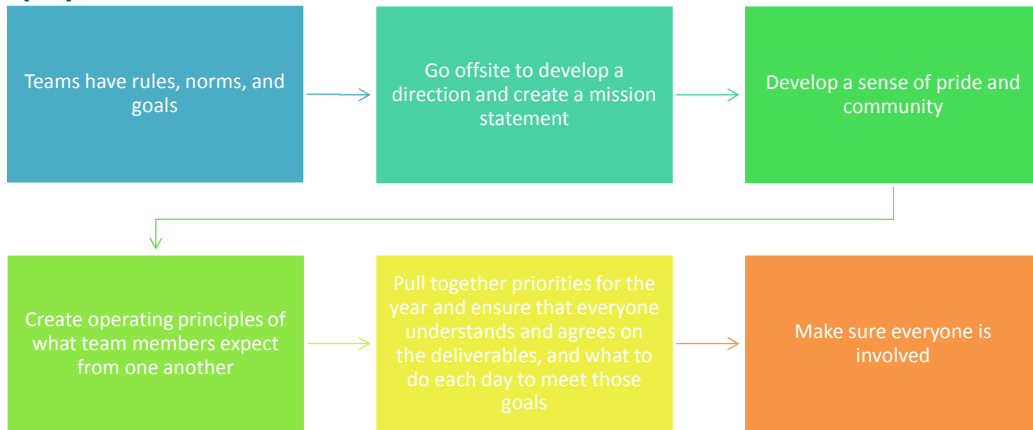 Teams have rules, norms, and
goals
Go offsite to develop a
direction and create a mission
statement
Develop a sense of pride and
community
Create operating principles of
what team members expect
from one another
Pull together priorities for the
year and ensure that everyone
understands and agrees on
the deliverables, and what to
do each day to meet those
goals
Make sure everyone is
involved